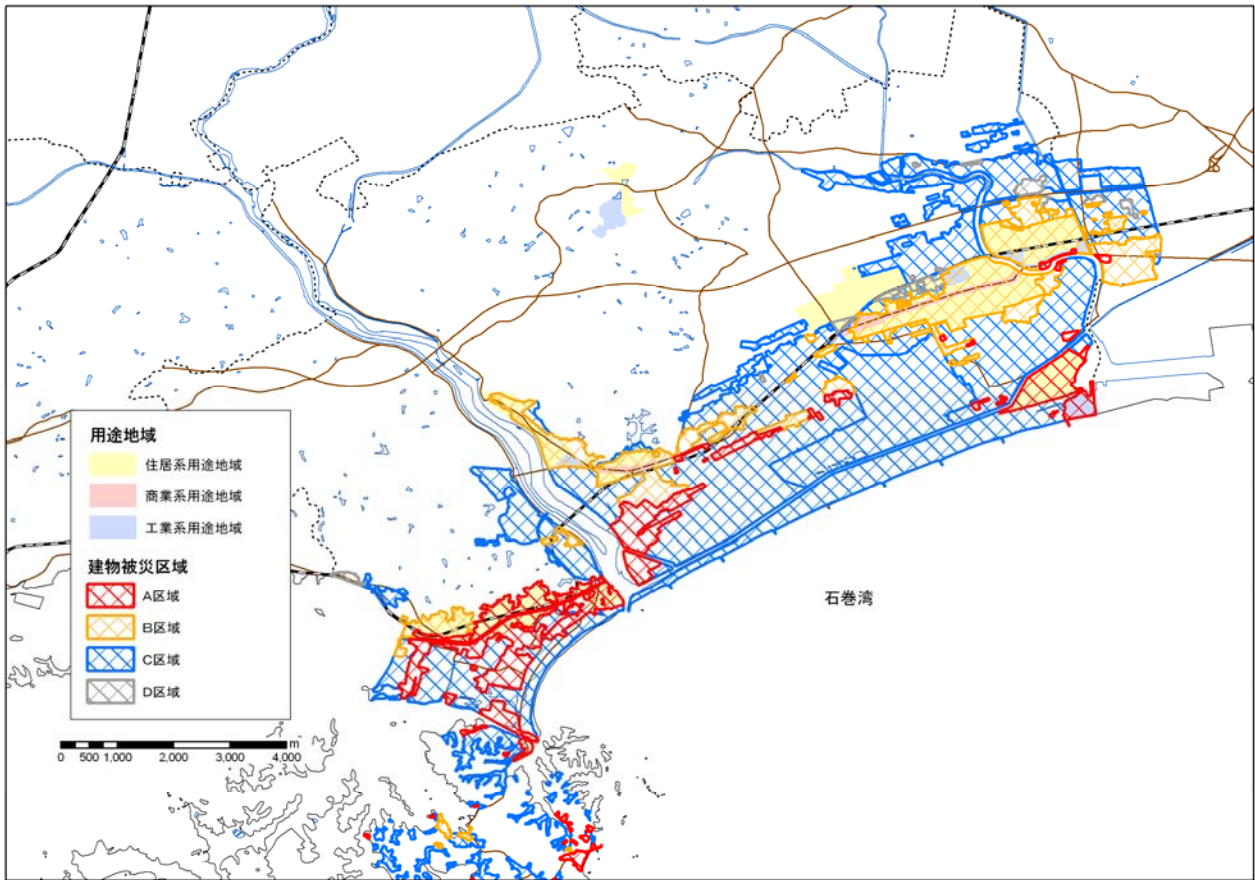 用途地域
住居系用途地域
商業系用途地域
工業系用途地域
建物被災区域
A区域
B区域
C区域
D区域
石巻湾
m
0 500 1,000 2,000 3,000 4,000